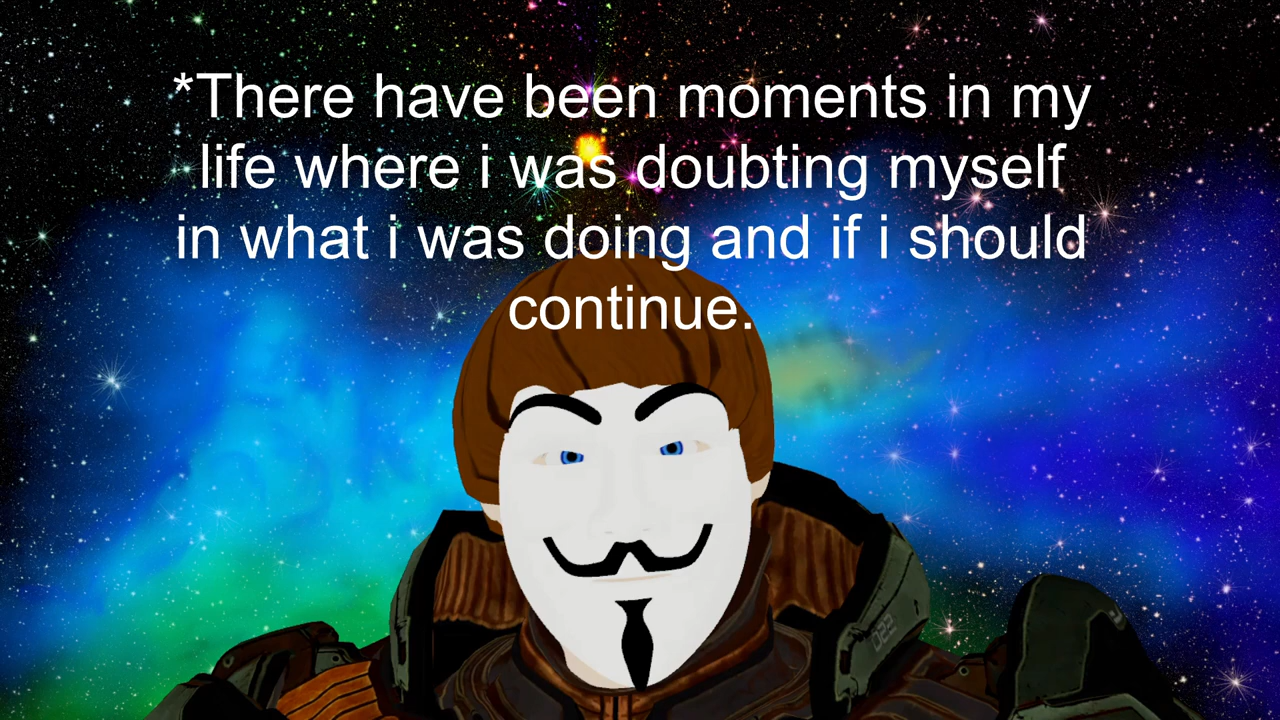 *There have been moments in my
life where i was doubting myself
in what i was doing and if i should
continue.
022